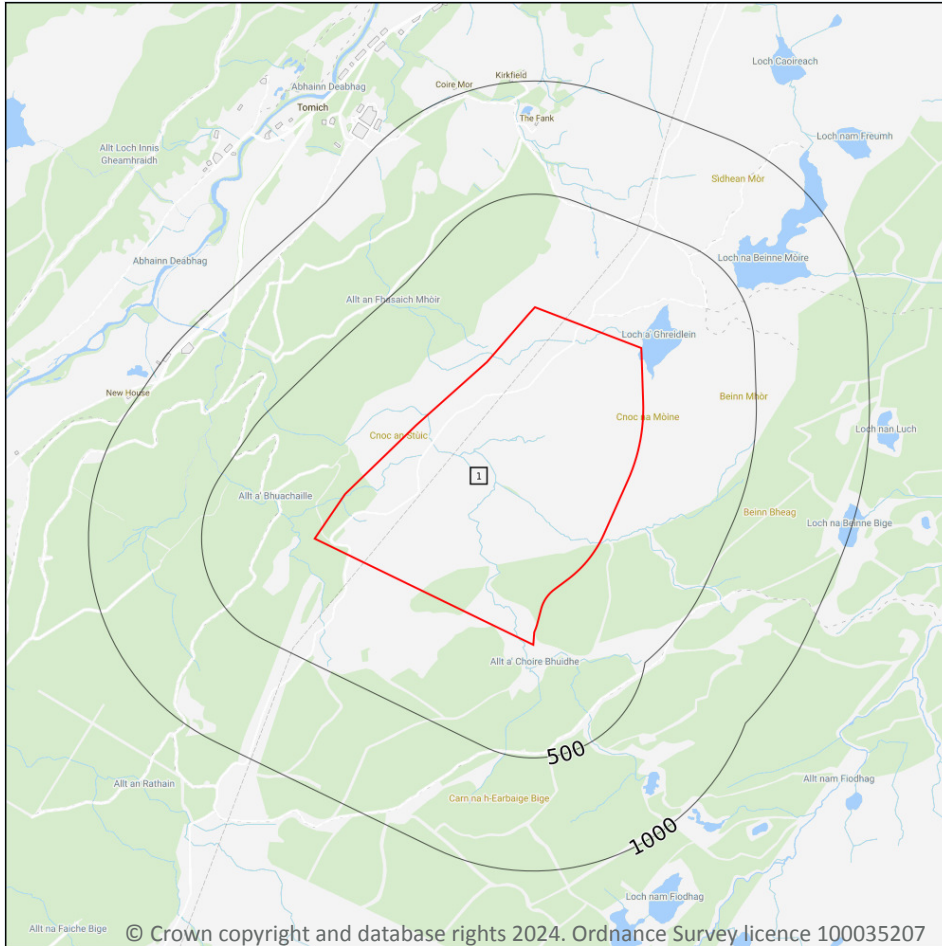 Loch Caoireach
Kirkfield
Coire Mor
Abhainn Deabhag
Tomich
The Fank
Loch nam Freumh
Allt Loch Innis
Gheamhraidh
Sìdhean Mòr
Abhainn Deabhag
Loch na Beinne Mòire
Allt an Fhasaich Mhòir
Loch a' Ghreidlein
New House
Beinn Mhòr
Cnoc na Mòine
Loch nan Luch
Cnoc an Stùic
1
Allt a' Bhuachaille
Beinn Bheag
Loch na Beinne Bige
Allt a' Choire Bhuidhe
500
Allt an Rathain
Allt nam Fiodhag
Carn na h-Earbaige Bige
1000
Loch nam Fiodhag
Allt na Faiche Bige
© Crown copyright and database rights 2024. Ordnance Survey licence 100035207